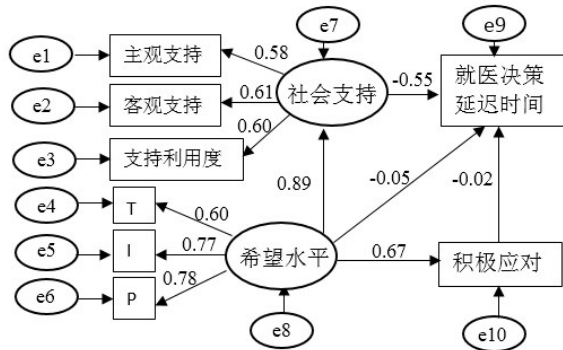 e7
e9
e1
主观支持
0.58
就医决策
延迟时间
e2
客观支持
0.61
社会支持
-0.55
e3
支持利用度
0.60
e4
T
0.60
0.89
-0.05
-0.02
e5
I
0.77
希望水平
0.67
积极应对
e6
P
0.78
e8
e10